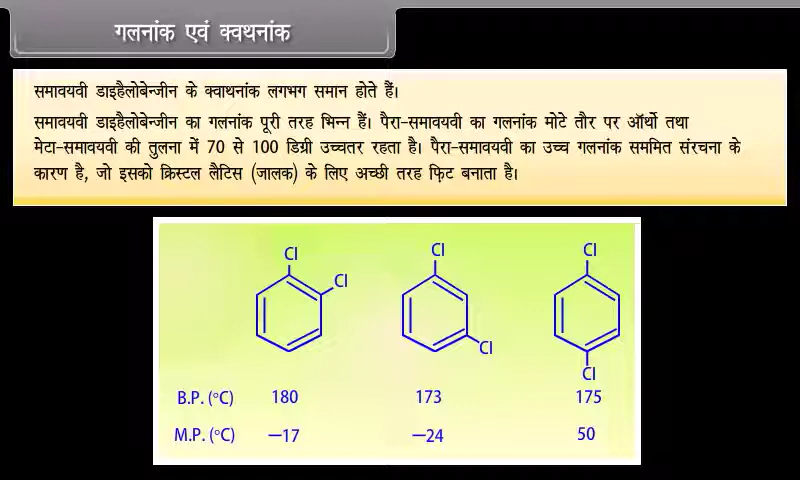 गलनांक एवं क्वथनांक
समावयवी डाइहैलोबेन्जीन के क्वाथनांक लगभग समान होते हैं।
समावयवी डाइहैलोबेन्जीन का गलनांक पूरी तरह भिन्न हैं। पैरा-समावयवी का गलनांक मोटे तौर पर ऑर्थो तथा
मेटा-समावयवी की तुलना में 70 से 100 डिग्री उच्चतर रहता है। पैरा-समावयवी का उच्च गलनांक सममित संरचना के
कारण है, जो इसको क्रिस्टल लैटिस (जालक) के लिए अच्छी तरह फ़िट बनाता है।
Cl Cl Cl
Cl
Cl
Cl
B.P. (°C) 180 173 175
M.P. (°C) –17 –24 50